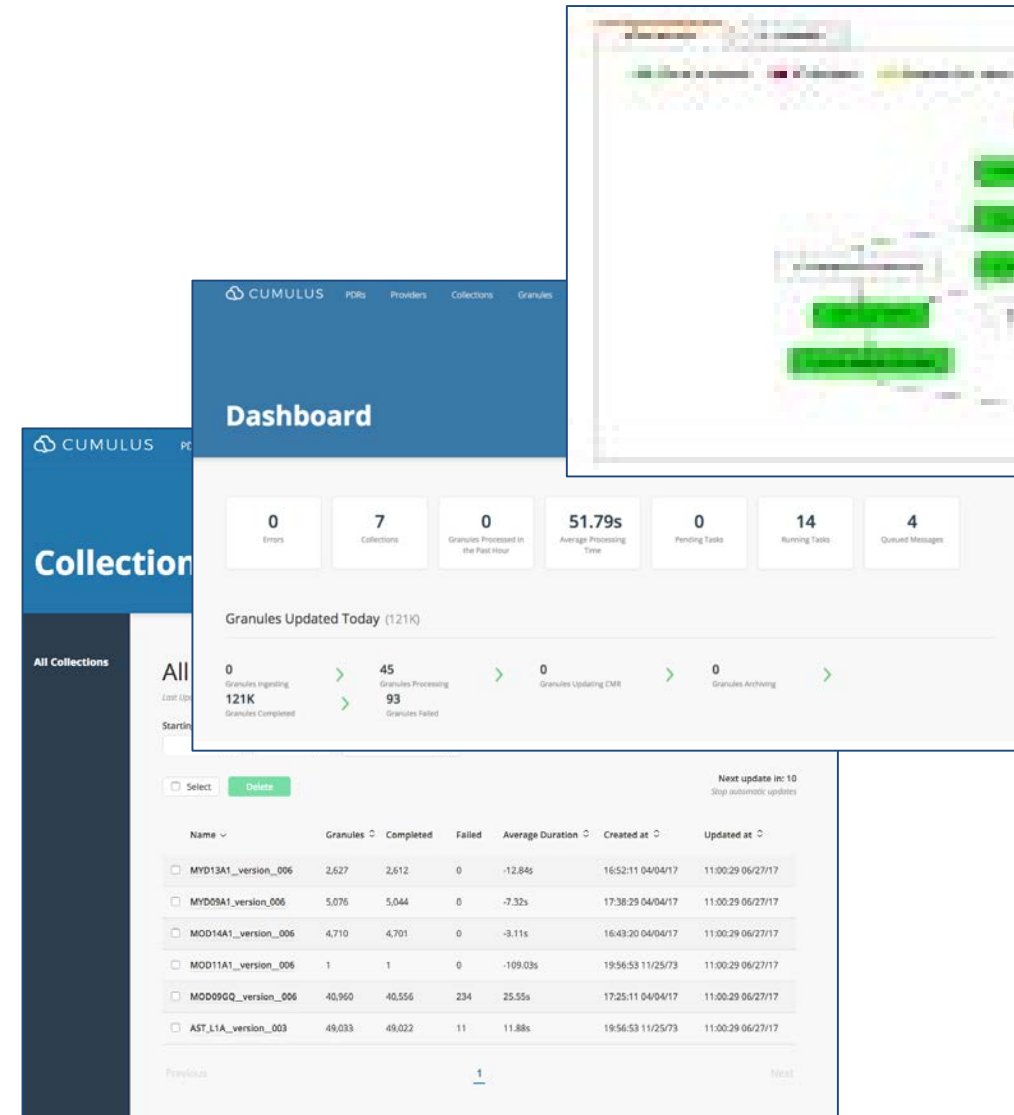 CUMULUS PDRs Providers Collections Granules
Dashboard
0
Errors
7
Collections
0
Granules Processed in
the Past Hour
51.79s
Average Processing
Time
0
Pending Tasks
14
Running Tasks
4
Queued Messages
Granules Updated Today (121K)
0
Granules Ingesting
45
Granules Processing
0
Granules Updating CMR
0
Granules Archiving
121K
Granules Completed
93
Granules Failed
CUMULUS
Collection
All Collections
All
Starting
Select Delete
Next update in: 10
Stop automatic updates
Name Granules Completed Failed Average Duration Created at Updated at
MYD13A1__version__006 2,627 2,612 0 -12.84s 16:52:11 04/04/17 11:00:29 06/27/17
MYD09A1_version_006 5,076 5,044 0 -7.32s 17:38:29 04/04/17 11:00:29 06/27/17
MOD14A1__version__006 4,710 4,701 0 -3.11s 16:43:20 04/04/17 11:00:29 06/27/17
MOD11A1__version__006 1 1 0 -109.03s 19:56:53 11/25/73 11:00:29 06/27/17
MOD09GQ__version__006 40,960 40,556 234 25.55s 17:25:11 04/04/17 11:00:29 06/27/17
AST_L1A__version__003 49,033 49,022 11 11.88s 19:56:53 11/25/73 11:00:29 06/27/17
Previous 1 Next